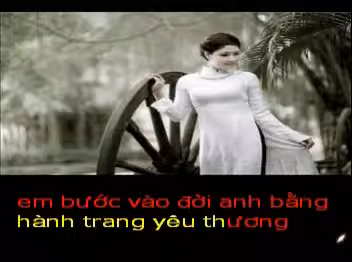 em bước vào đời anh bằng
hành trang yêu thương